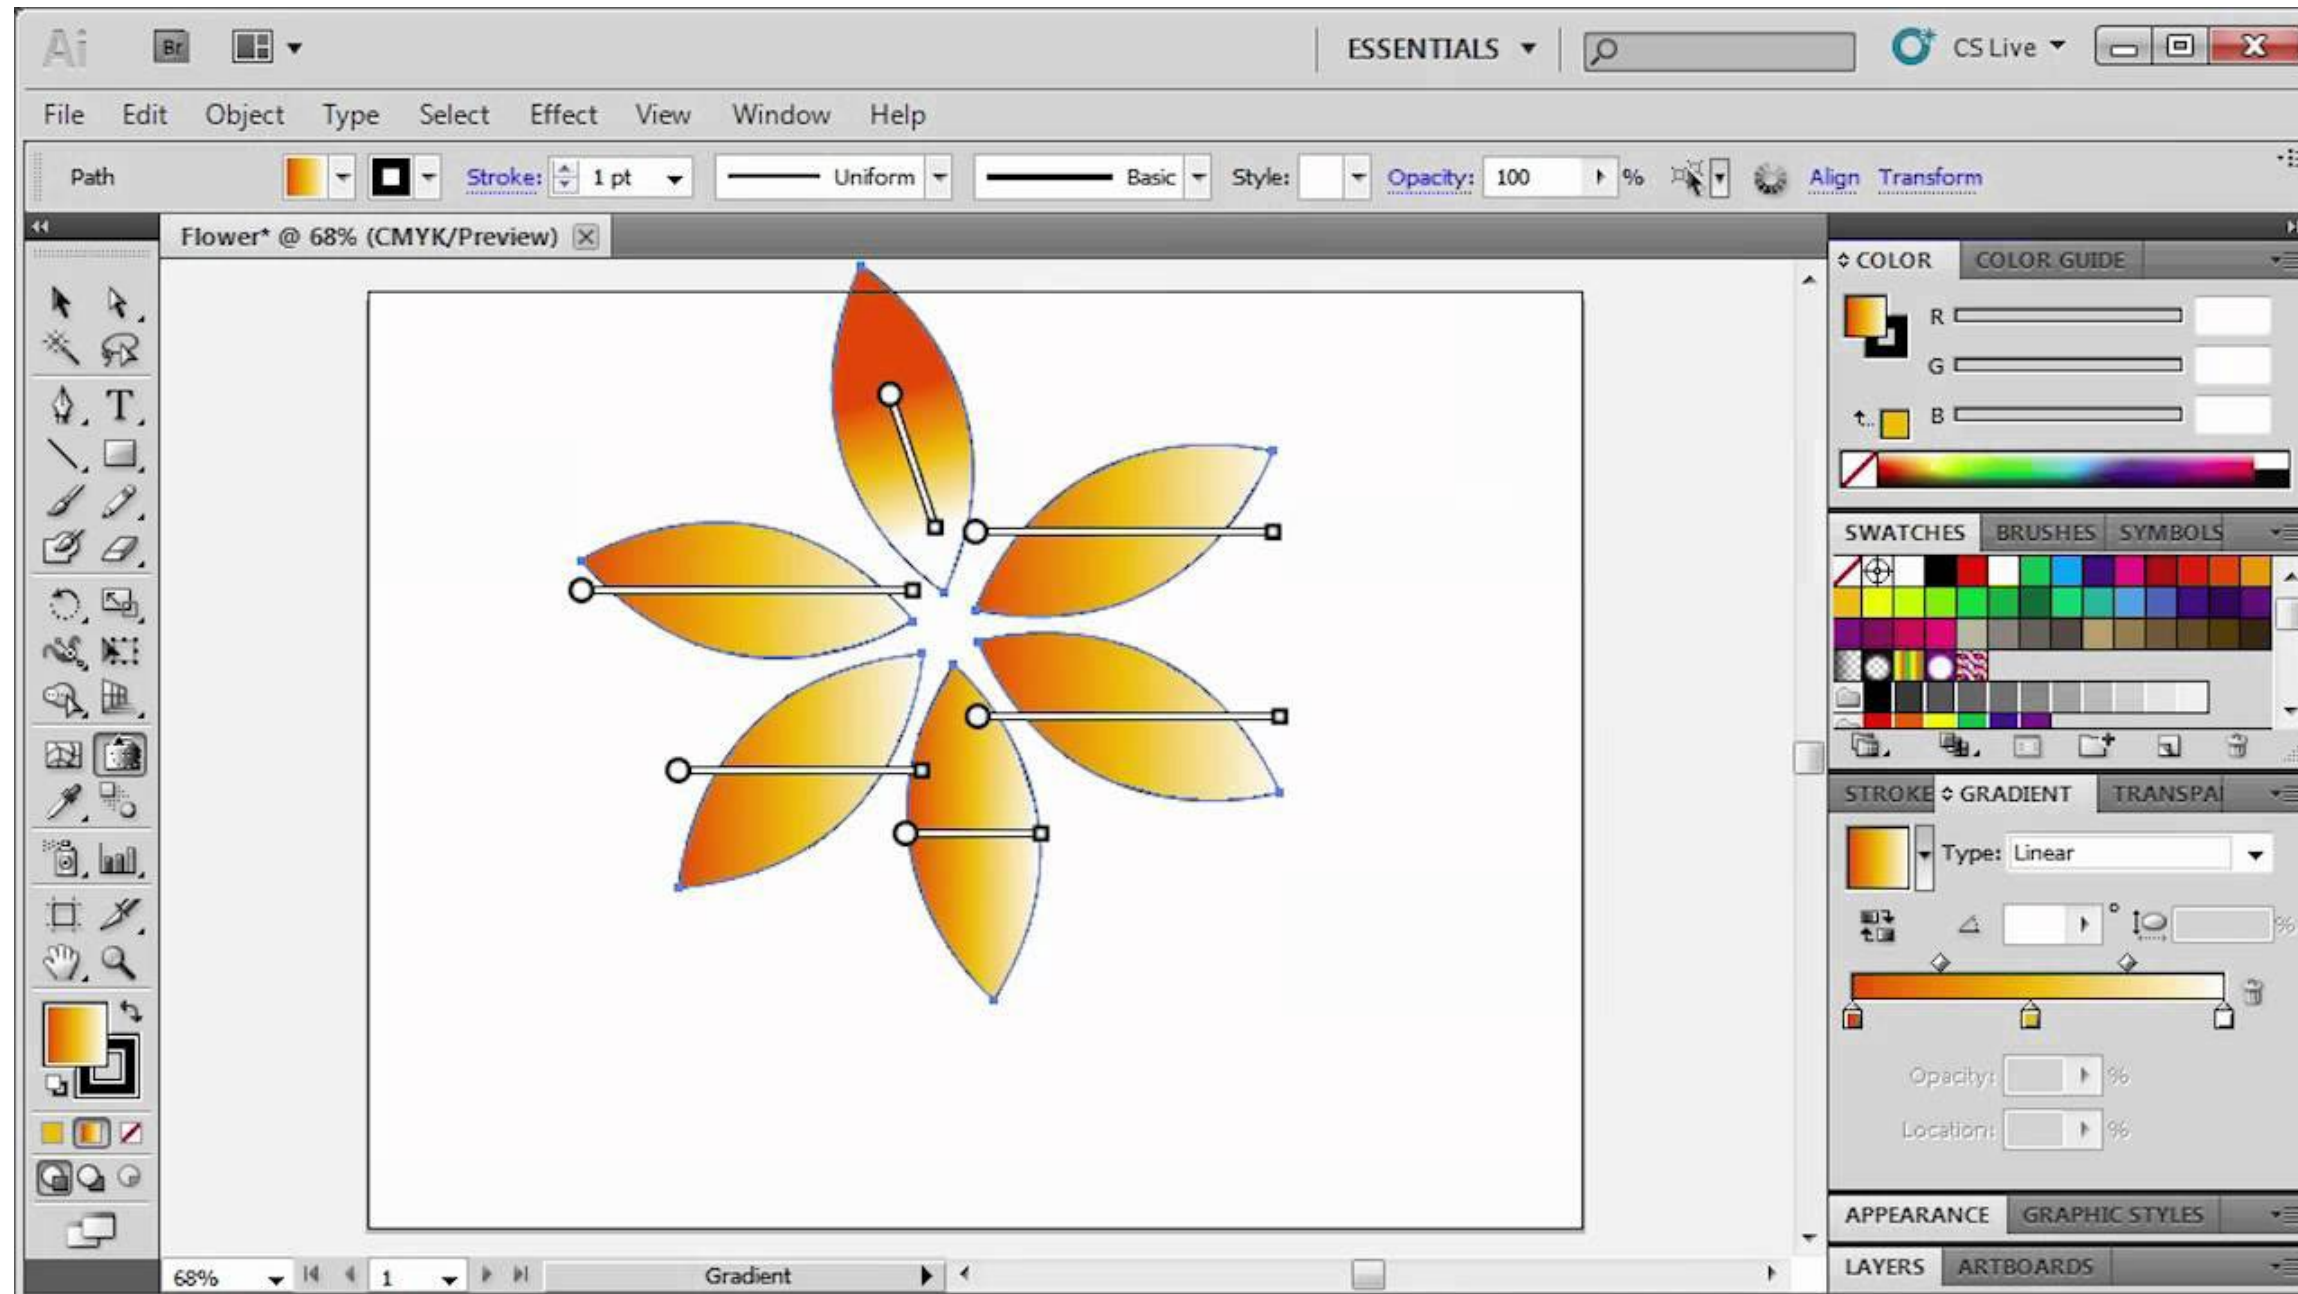 Ai Br ESSENTIALS CS Live
File Edit Object Type Select Effect View Window Help
Path Stroke: 1 pt Uniform Basic Style: Opacity: 100 % Align Transform
Flower* @ 68% (CMYK/Preview)
COLOR COLOR GUIDE
R
G
B
T
SWATCHES BRUSHES SYMBOLS
STROKE GRADIENT TRANSPA
Type: Linear
° %
Opacity: %
Location: %
APPEARANCE GRAPHIC STYLES
LAYERS ARTBOARDS
68% 1 Gradient